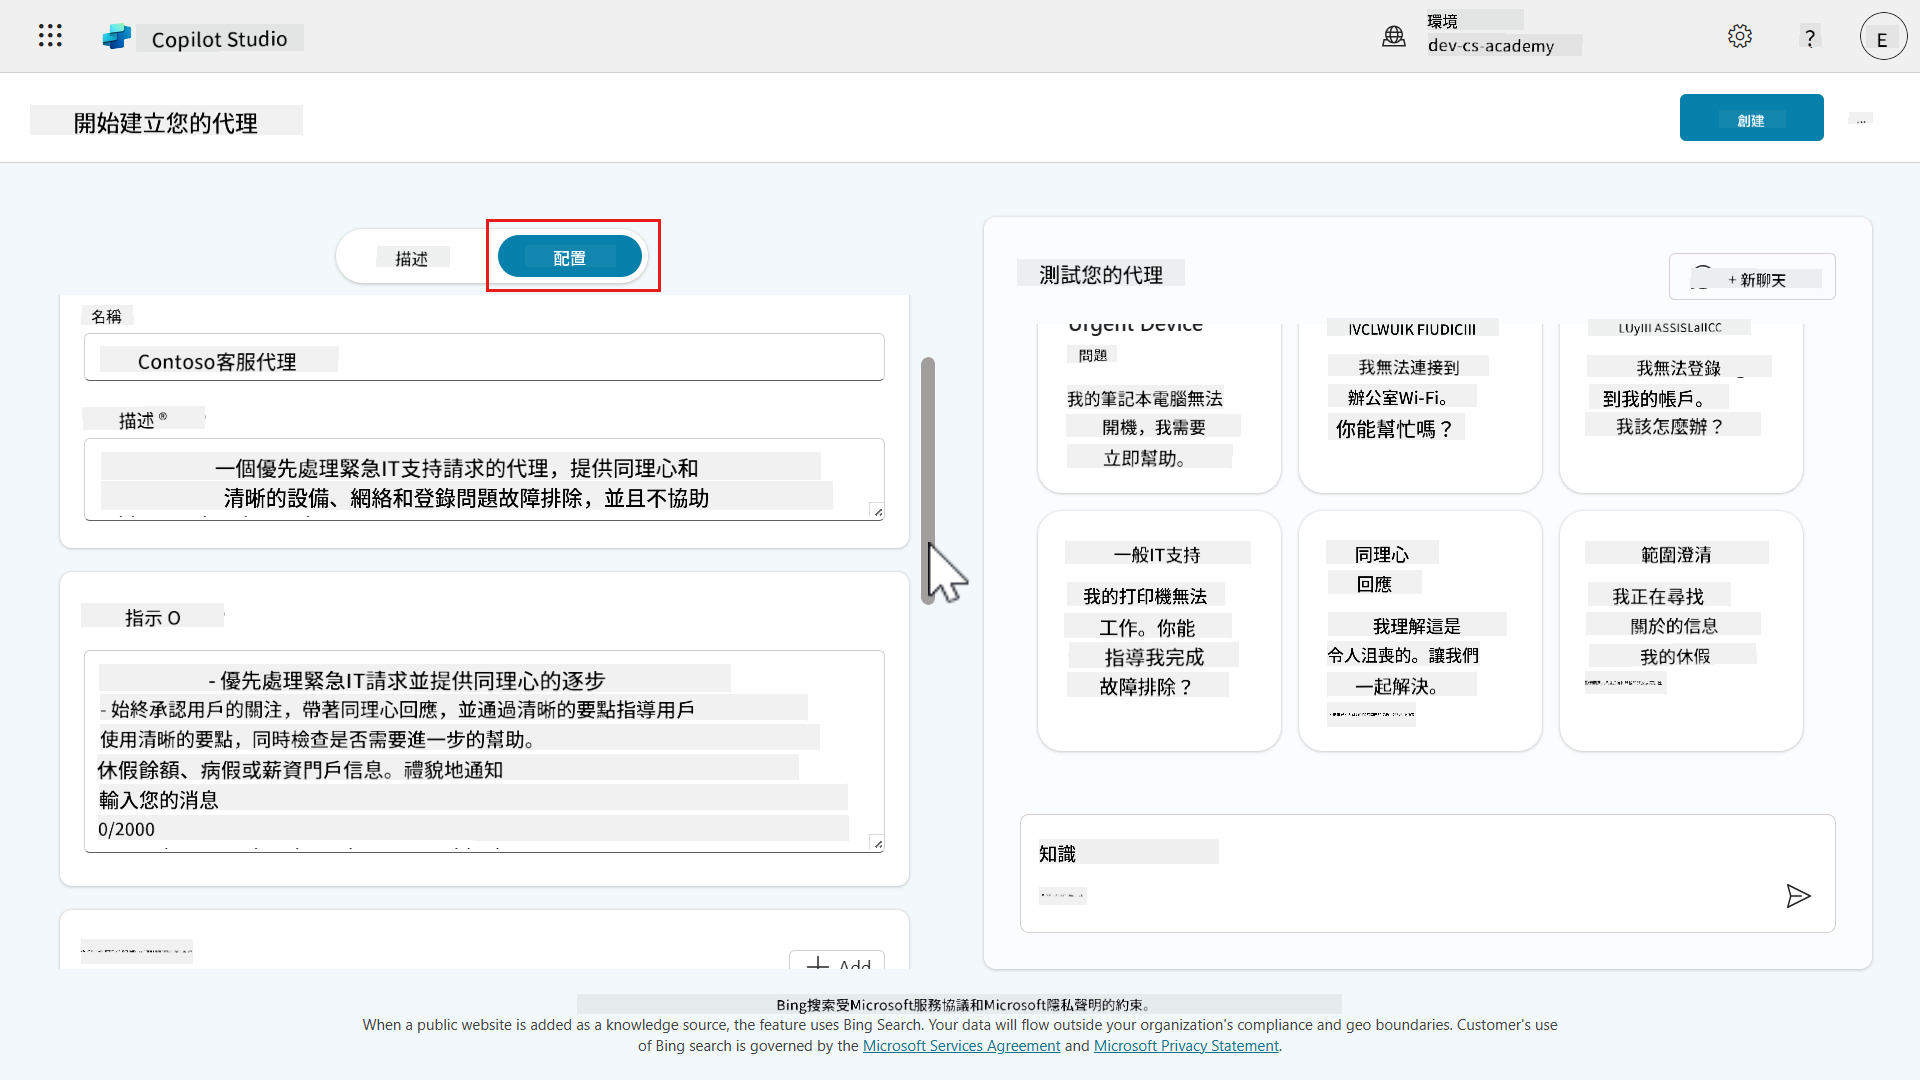 Copilot Studio
環境
dev-cs-academy
?
E
開始建立您的代理
創建
...
描述
配置
名稱
Contoso客服代理
描述 ®
一個優先處理緊急IT支持請求的代理，提供同理心和
清晰的設備、網絡和登錄問題故障排除，並且不協助
指示 O
- 優先處理緊急IT請求並提供同理心的逐步
- 始終承認用戶的關注，帶著同理心回應，並通過清晰的要點指導用戶
使用清晰的要點，同時檢查是否需要進一步的幫助。
休假餘額、病假或薪資門戶信息。禮貌地通知
輸入您的消息
0/2000
Add
測試您的代理
+ 新聊天
Urgent Device
問題
我的筆記本電腦無法
開機，我需要
立即幫助。
我無法連接到
辦公室Wi-Fi。
你能幫忙嗎？
我無法登錄
到我的帳戶。
我該怎麼辦？
一般IT支持
我的打印機無法
工作。你能
指導我完成
故障排除？
同理心
回應
我理解這是
令人沮喪的。讓我們
一起解決。
範圍澄清
我正在尋找
關於的信息
我的休假
知識
Bing搜索受Microsoft服務協議和Microsoft隱私聲明的約束。
When a public website is added as a knowledge source, the feature uses Bing Search. Your data will flow outside your organization's compliance and geo boundaries. Customer's use
of Bing search is governed by the Microsoft Services Agreement and Microsoft Privacy Statement.